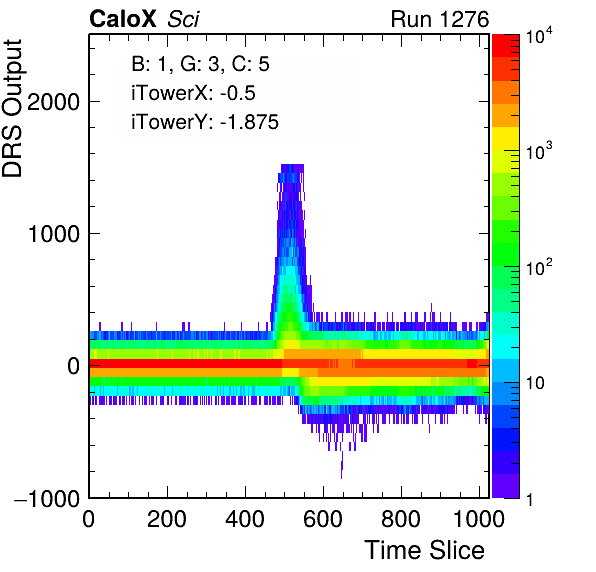 CaloX Sci Run 1276
B: 1, G: 3, C: 5
iTowerX: -0.5
iTowerY: -1.875
DRS Output
2000
1000
0
−1000
0 200 400 600 800 1000
Time Slice
10^4
10^3
10^2
10
1